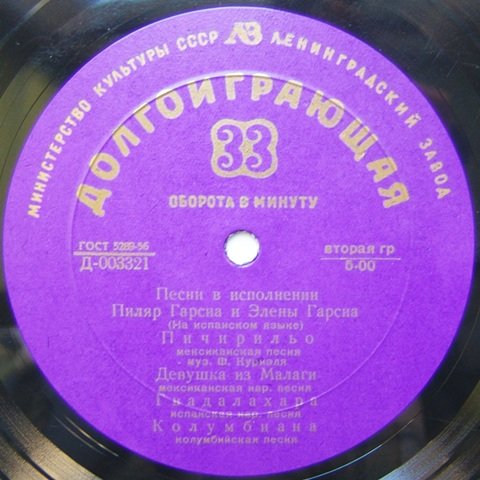 МИНИСТЕРСТВО КУЛЬТУРЫ СССР ЛЗ ЛЕНИНГРАДСКИЙ ЗАВОД
ДОЛГОИГРАЮЩАЯ
33
ОБОРОТА В МИНУТУ
ГОСТ 5289-56
Д-003321
вторая гр
6-00
Песни в исполнении
Пиляр Гарсиа и Элены Гарсиа
(На испанском языке)
Пичирильо
мексиканская песня
муз. Ф. Куриэля
Девушка из Малаги
мексиканская нар. песня
Гвадалахара
испанская нар. песня
Колумбиана
колумбийская песня